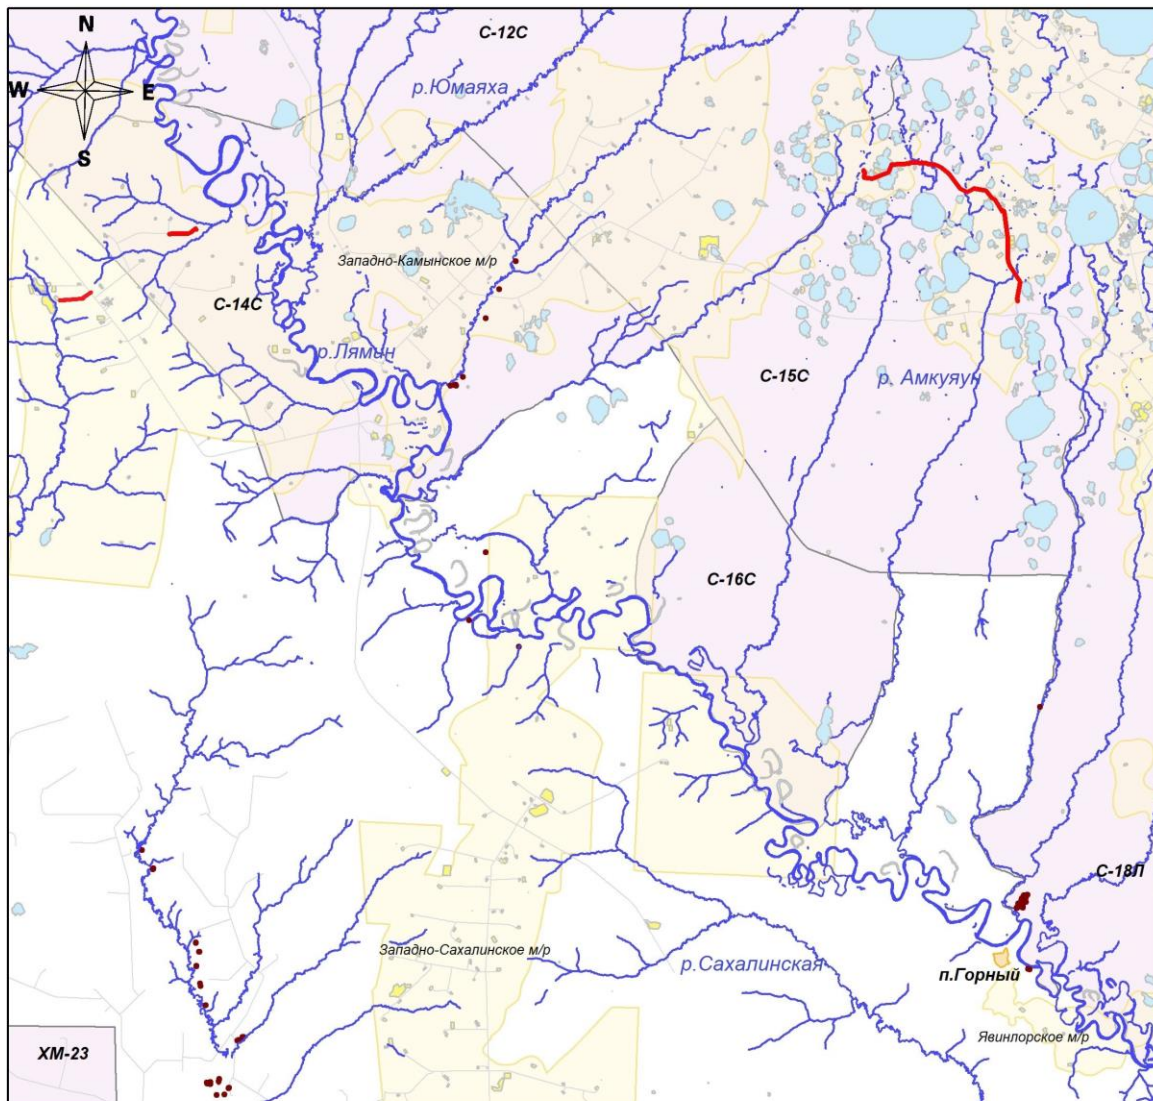 N
С-12С
W
E
р.Юмаяха
S
Западно-Камынское м/р
С-14С
р.Лямин
С-15С
р. Амкуяун
С-16С
С-18Л
Западно-Сахалинское м/р
р.Сахалинская
п.Горный
Явинлорское м/р
ХМ-23